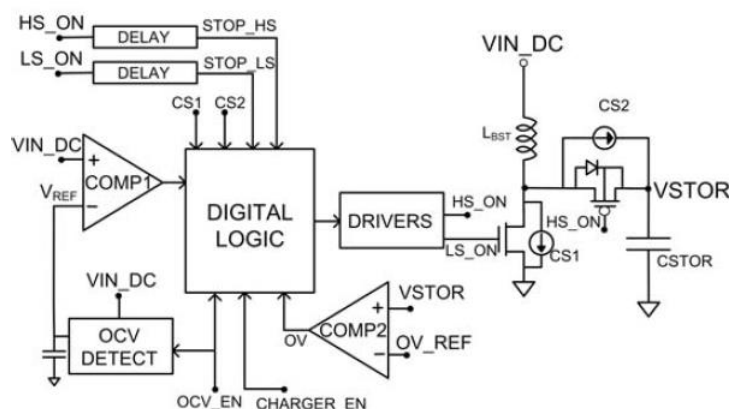 HS_ON
DELAY
STOP_HS
LS_ON
DELAY
STOP_LS
CS1
CS2
VIN_DC
+
COMP1
VREF
−
DIGITAL
LOGIC
DRIVERS
HS_ON
LS_ON
VIN_DC
LBST
CS2
VSTOR
HS_ON
CS1
CSTOR
VIN_DC
OCV
DETECT
OV
COMP2
+
−
VSTOR
OV_REF
OCV_EN
CHARGER_EN